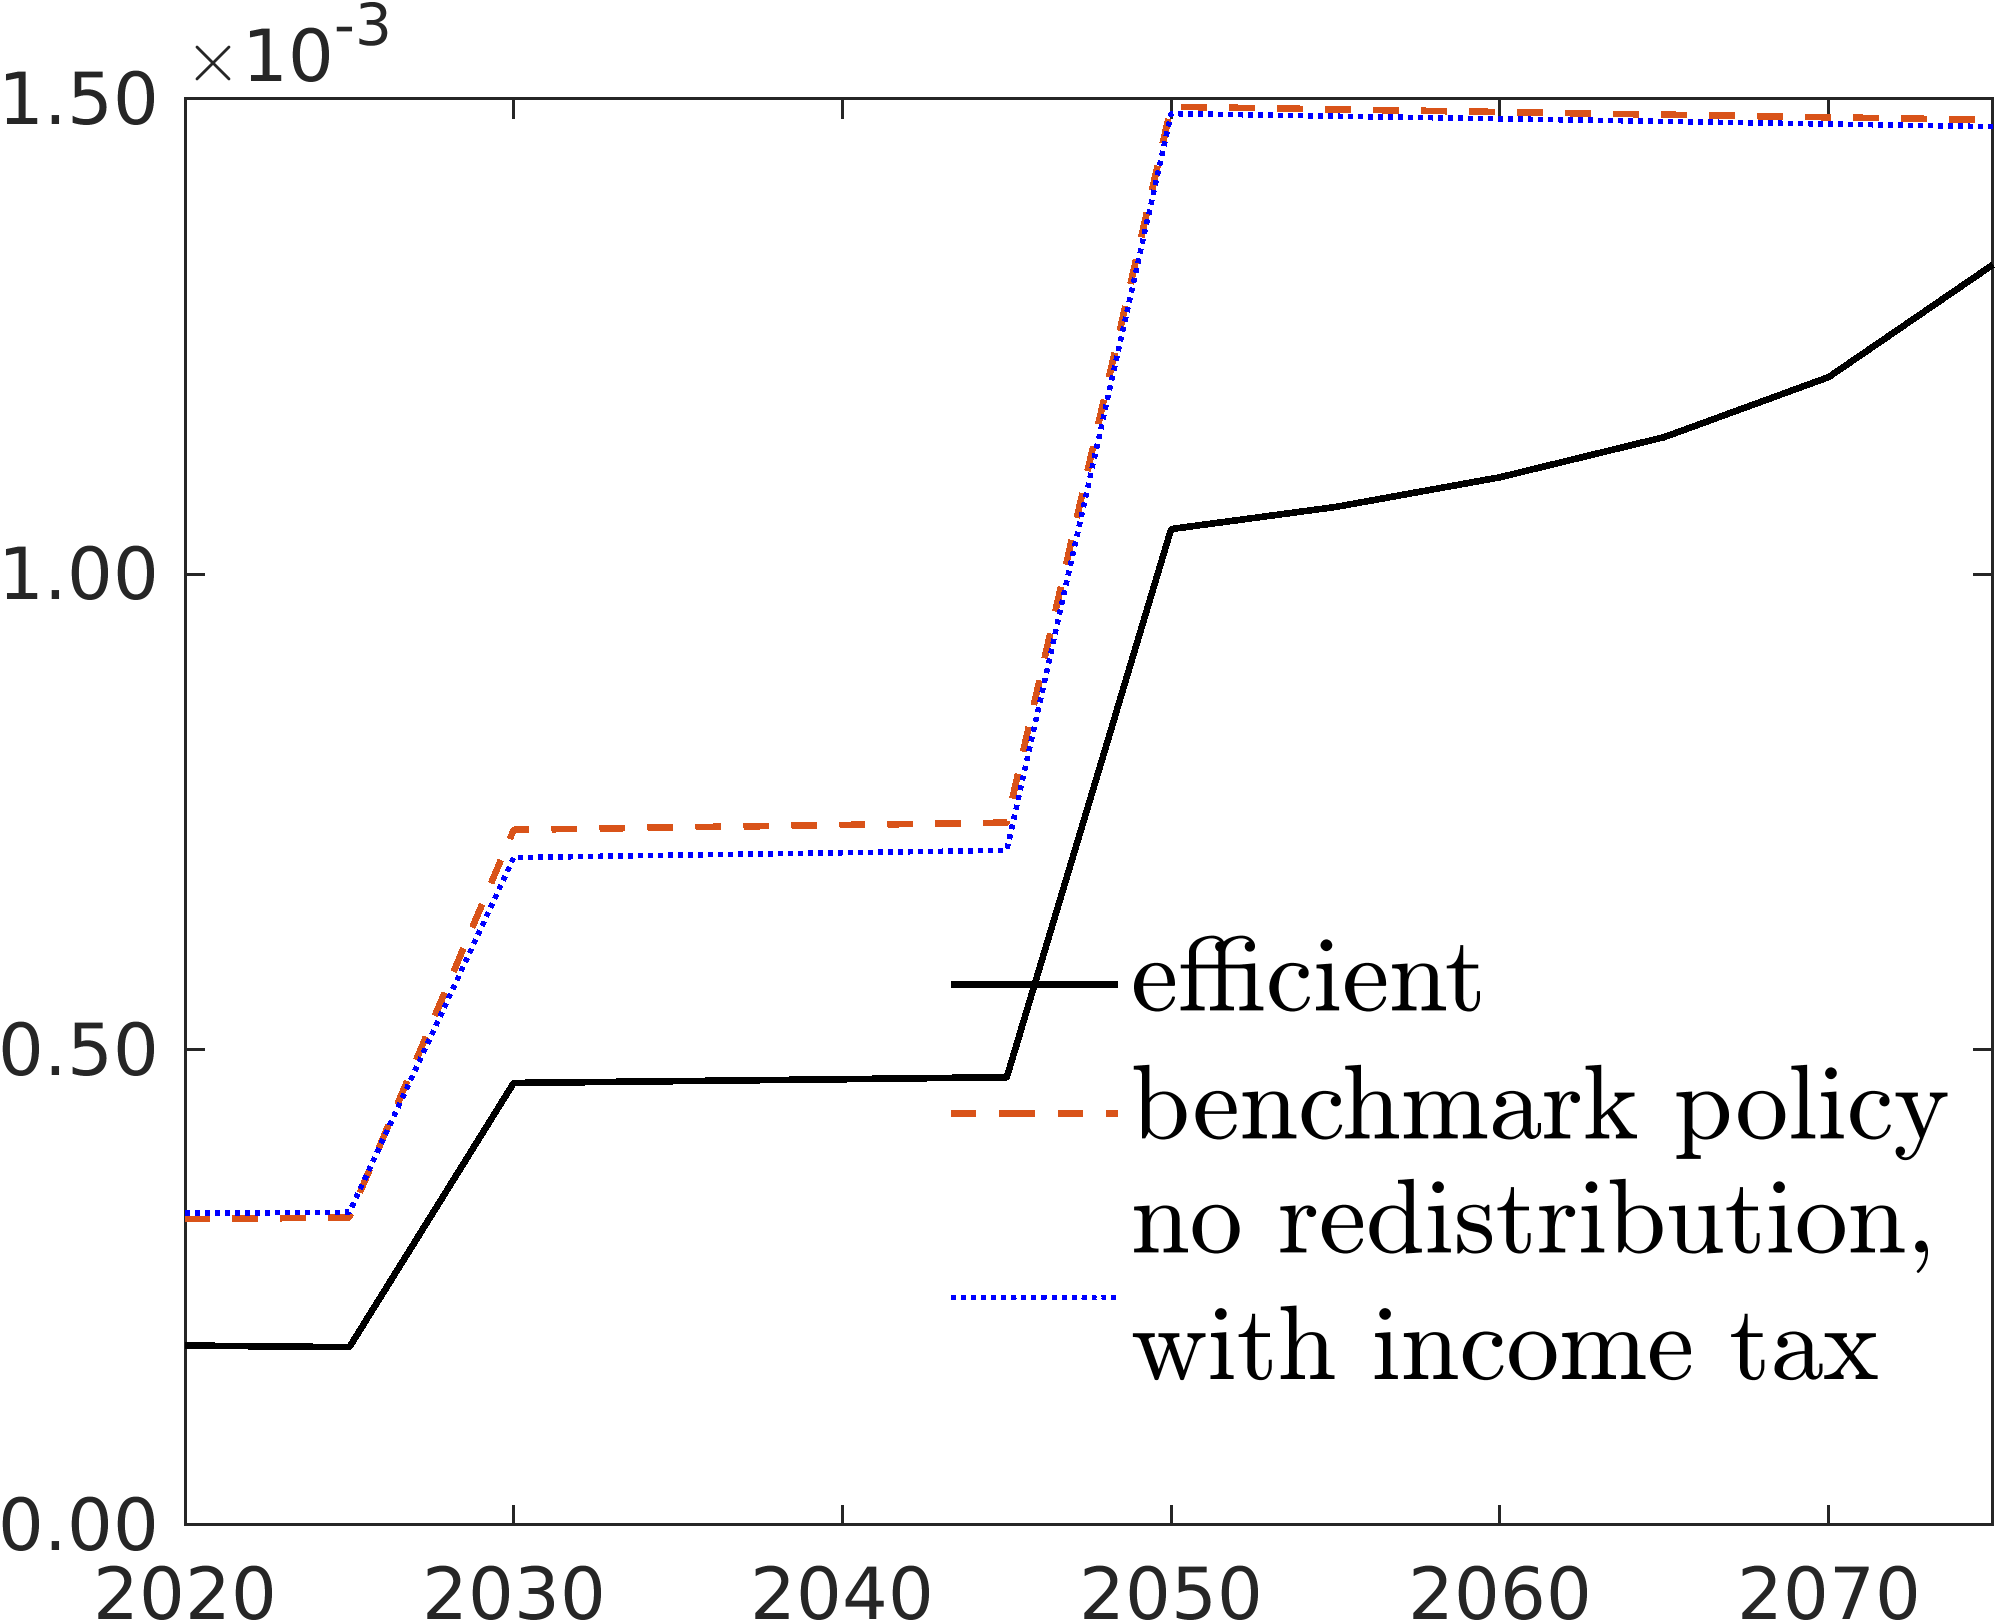 ×10-3
1.50
1.00
0.50
0.00
efficient
benchmark policy
no redistribution,
with income tax
2020 2030 2040 2050 2060 2070